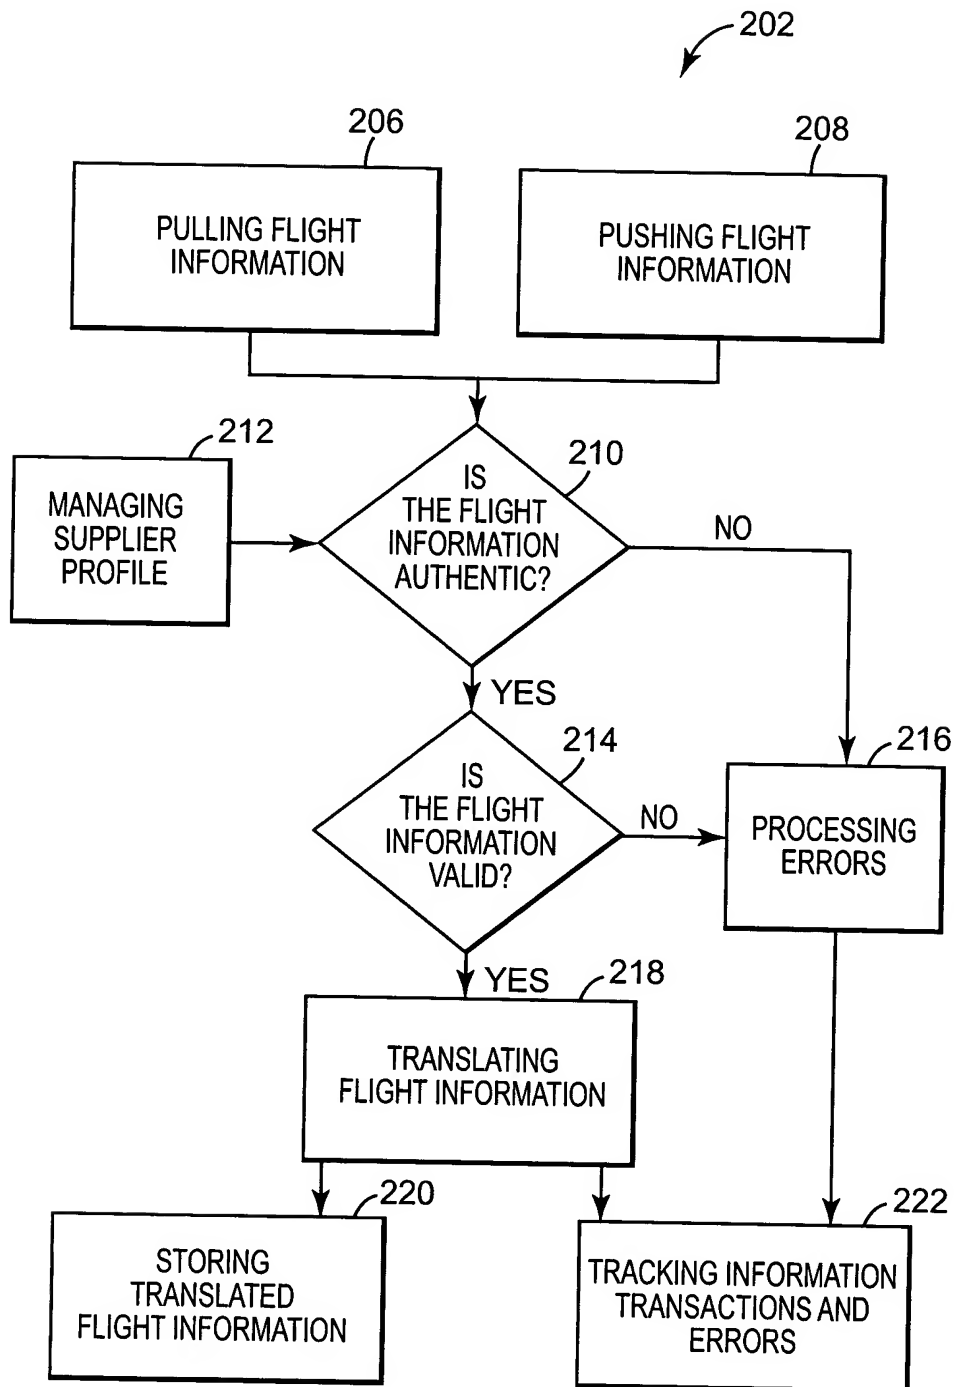 202
206
208
PULLING FLIGHT
INFORMATION
PUSHING FLIGHT
INFORMATION
212
MANAGING
SUPPLIER
PROFILE
210
IS
THE FLIGHT
INFORMATION
AUTHENTIC?
NO
YES
214
IS
THE FLIGHT
INFORMATION
VALID?
NO
216
PROCESSING
ERRORS
YES
218
TRANSLATING
FLIGHT INFORMATION
220
STORING
TRANSLATED
FLIGHT INFORMATION
222
TRACKING INFORMATION
TRANSACTIONS AND
ERRORS